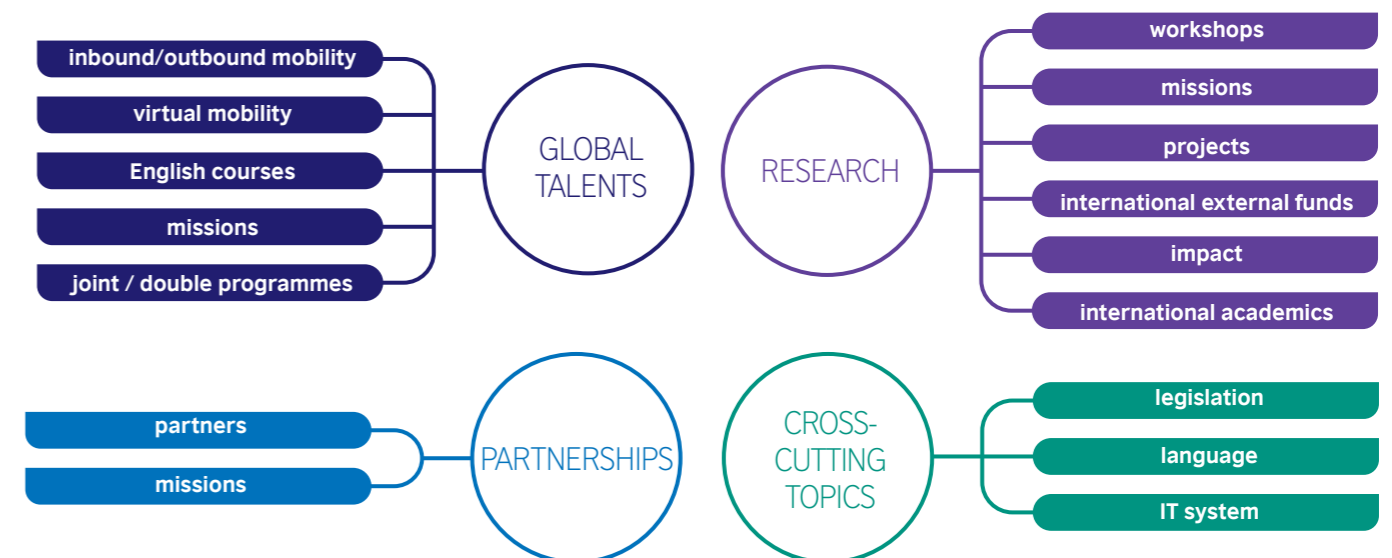 inbound/outbound mobility
virtual mobility
English courses
missions
joint / double programmes
GLOBAL
TALENTS
RESEARCH
workshops
missions
projects
international external funds
impact
international academics
partners
missions
PARTNERSHIPS
CROSS-
CUTTING
TOPICS
legislation
language
IT system